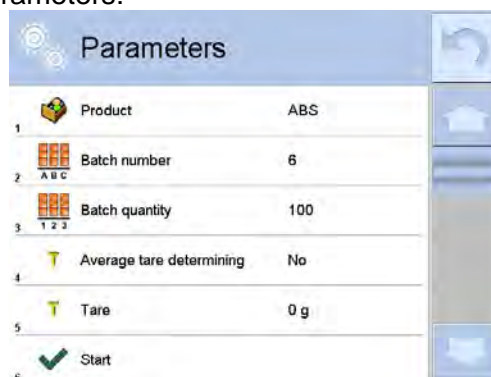 rameters.
Parameters
1 Product ABS
2 ABC Batch number 6
3 123 Batch quantity 100
4 T Average tare determining No
5 T Tare 0 g
6 Start